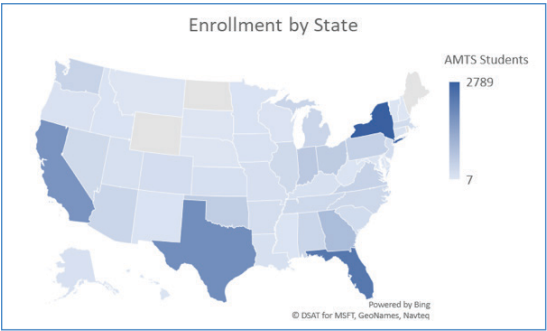 Enrollment by State
AMTS Students
2789
7
Powered by Bing
© DSAT for MSFT, GeoNames, Navteq